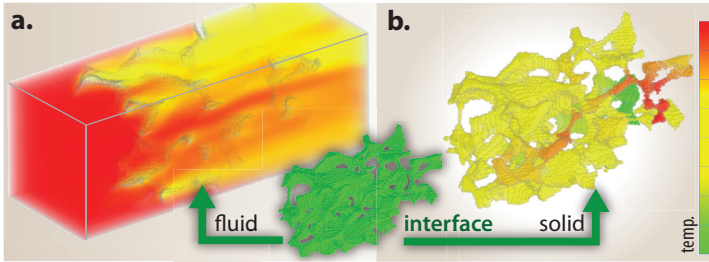 a.
b.
fluid
interface
solid
temp.